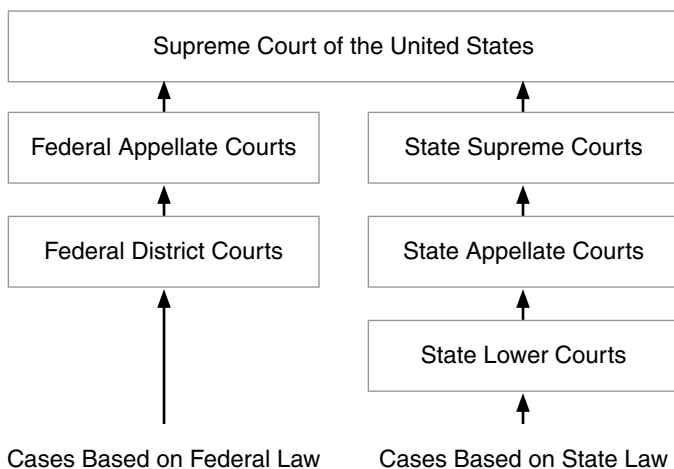 Supreme Court of the United States
Federal Appellate Courts
State Supreme Courts
Federal District Courts
State Appellate Courts
State Lower Courts
Cases Based on Federal Law
Cases Based on State Law